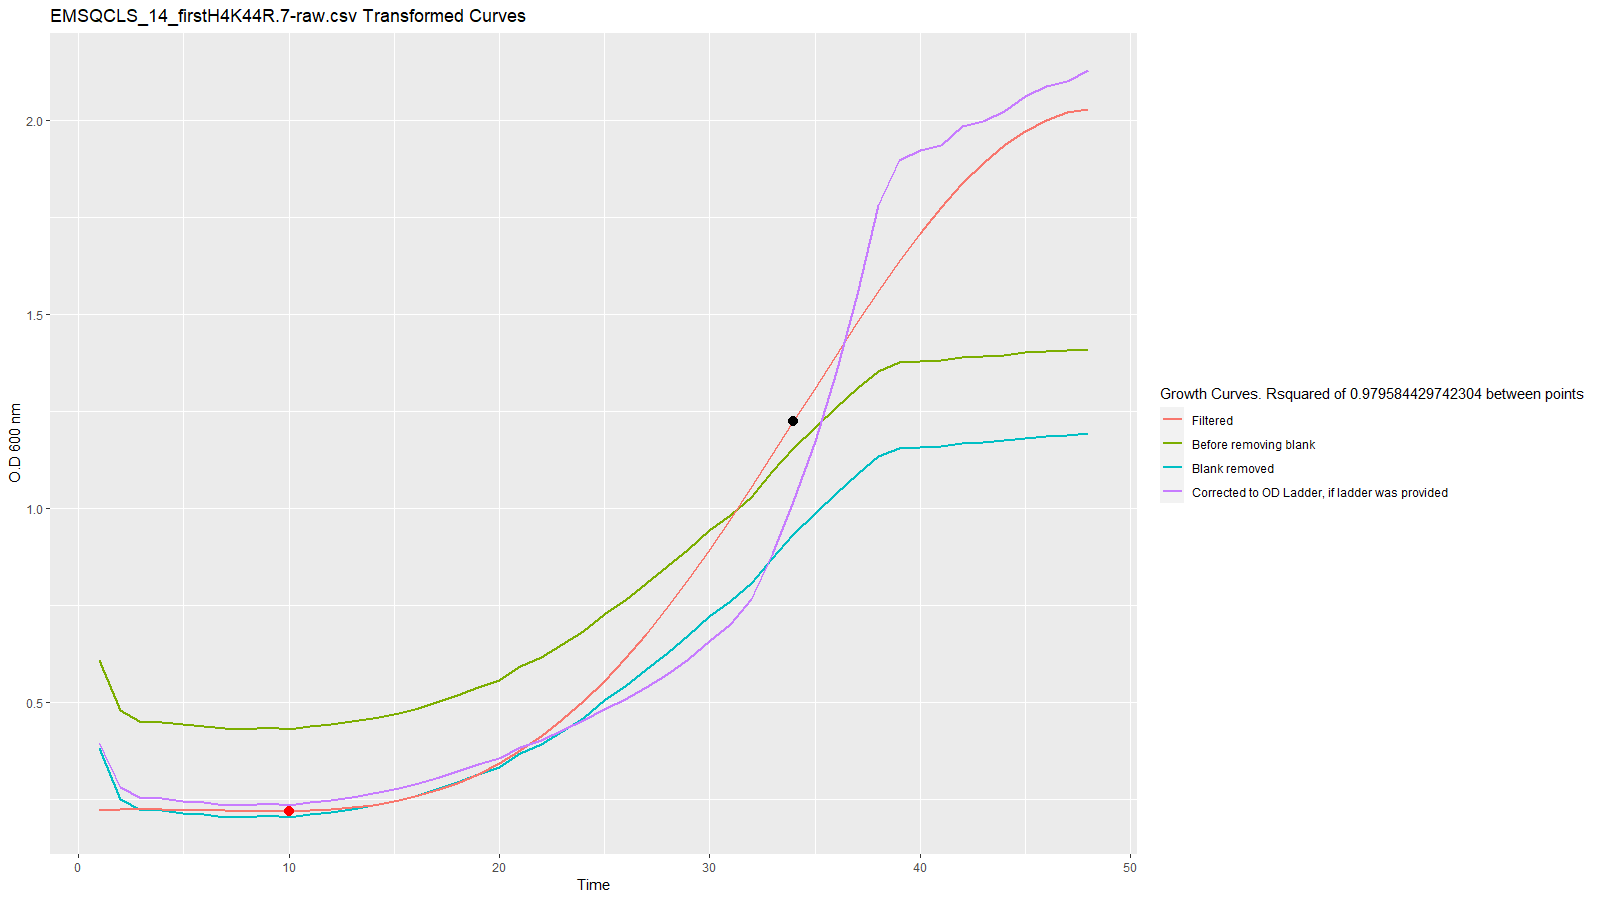 EMSQCLS_14_firstH4K44R.7-raw.csv Transformed Curves
O.D 600 nm
2.0
1.5
1.0
0.5
0 10 20 30 40 50
Time
Growth Curves. Rsquared of 0.979584429742304 between points
Filtered
Before removing blank
Blank removed
Corrected to OD Ladder, if ladder was provided